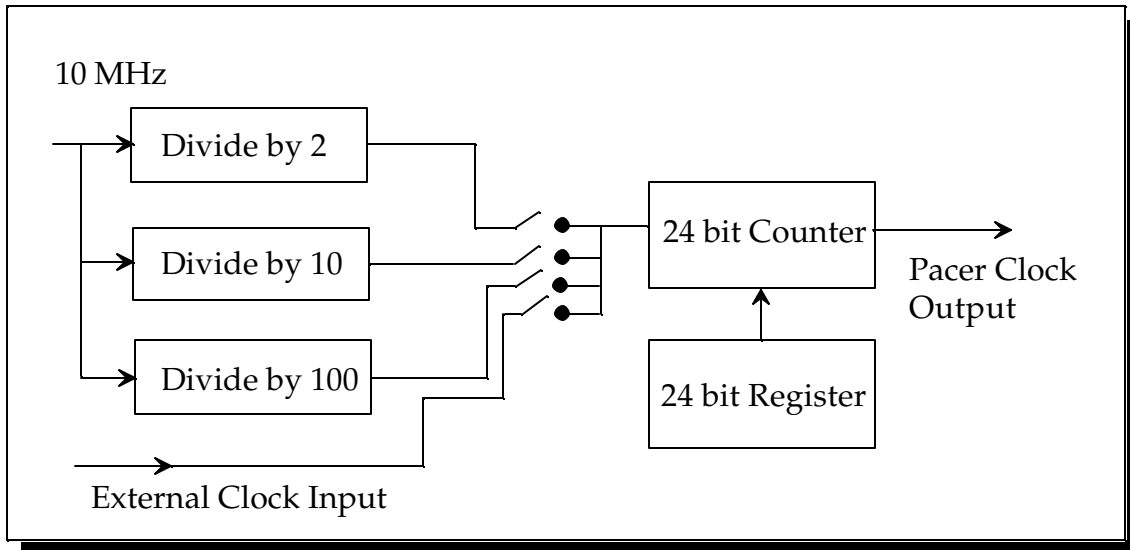 10 MHz
Divide by 2
Divide by 10
Divide by 100
External Clock Input
24 bit Counter
24 bit Register
Pacer Clock
Output